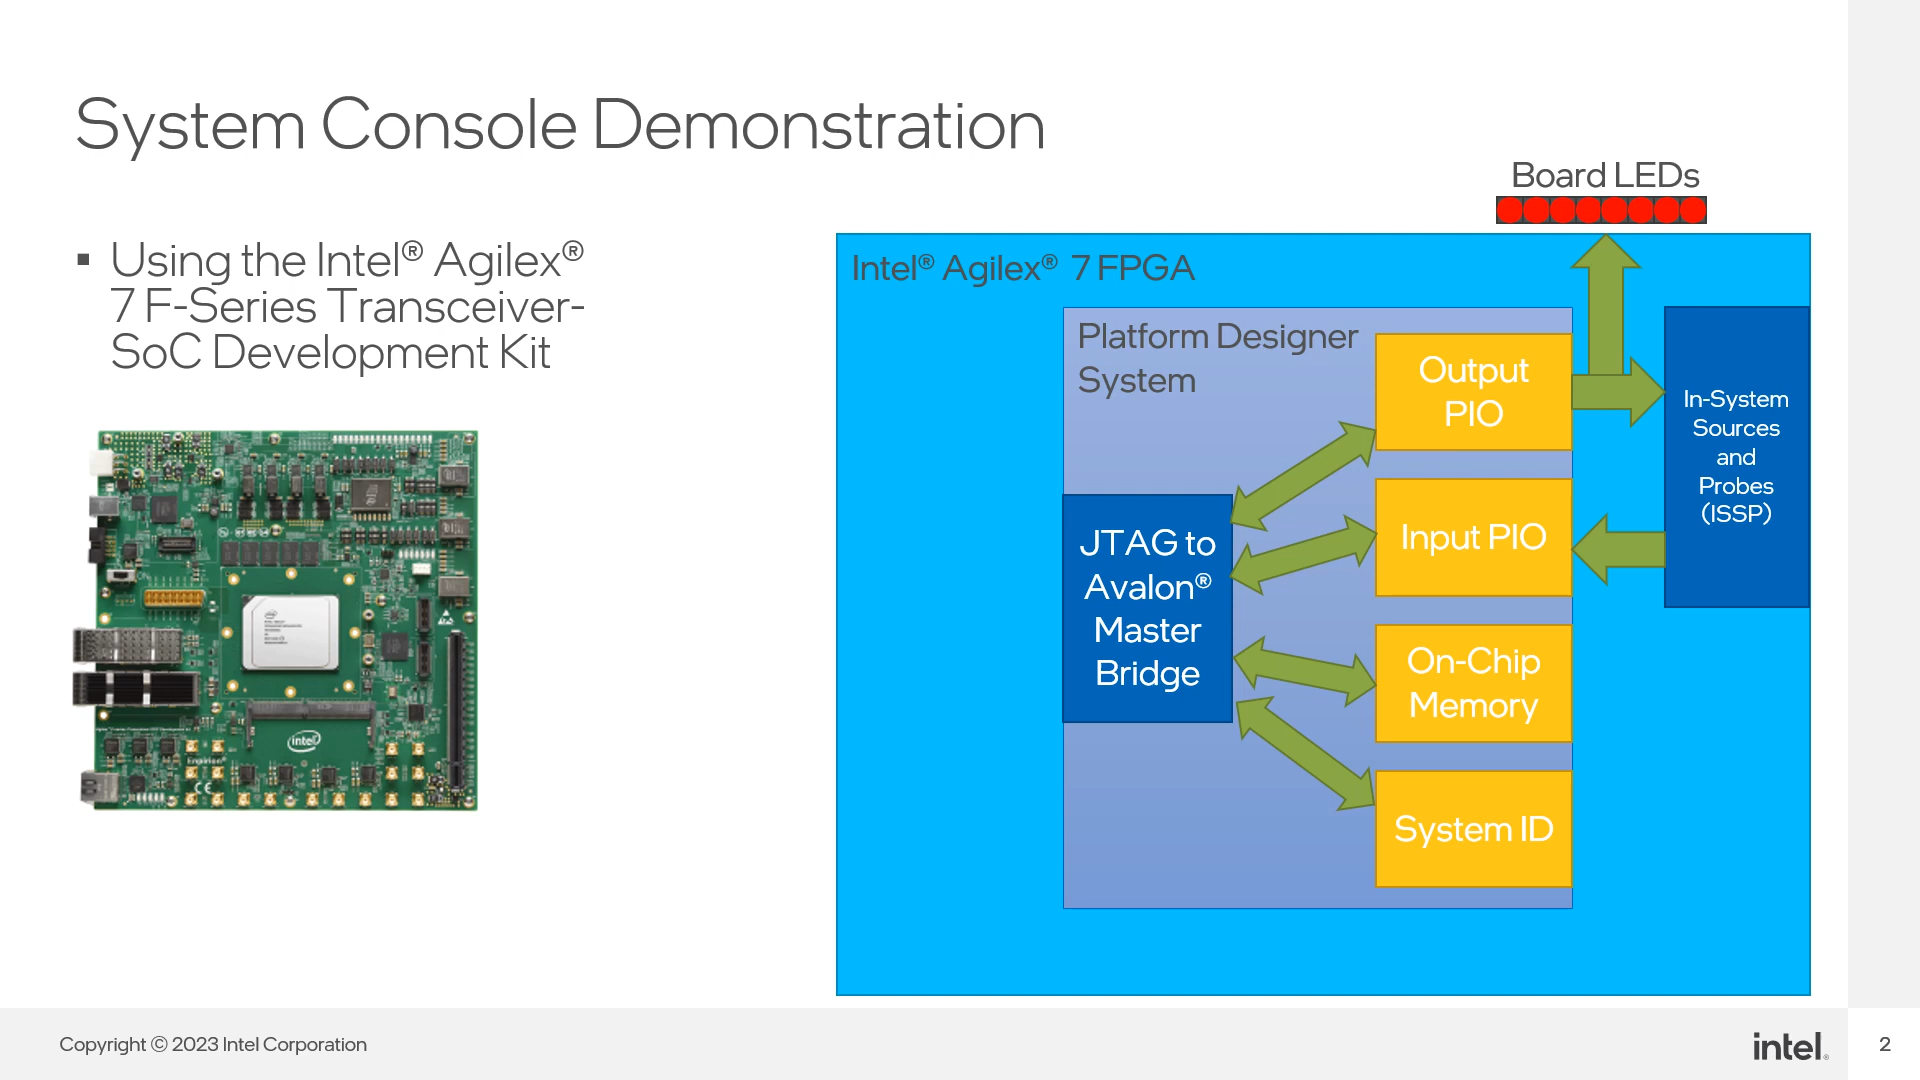 System Console Demonstration
▪ Using the Intel® Agilex®
7 F-Series Transceiver-
SoC Development Kit
intel
Board LEDs
Intel® Agilex® 7 FPGA
Platform Designer
System
Output
PIO
Input PIO
On-Chip
Memory
System ID
JTAG to
Avalon®
Master
Bridge
In-System
Sources
and
Probes
(ISSP)
Copyright © 2023 Intel Corporation
intel.
2